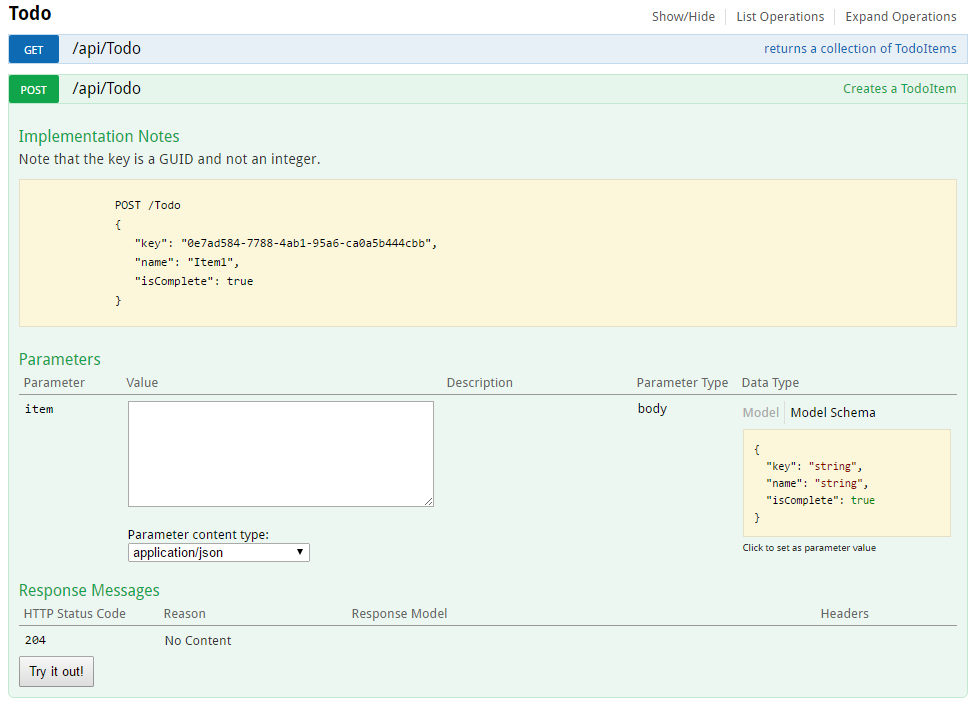 Todo
Show/Hide List Operations Expand Operations
GET /api/Todo returns a collection of TodoItems
POST /api/Todo Creates a TodoItem
Implementation Notes
Note that the key is a GUID and not an integer.
POST /Todo
{
"key": "0e7ad584-7788-4ab1-95a6-ca0a5b444cbb",
"name": "Item1",
"isComplete": true
}
Parameters
Parameter Value Description Parameter Type Data Type
item body
Model Model Schema
{
"key": "string",
"name": "string",
"isComplete": true
}
Click to set as parameter value
Parameter content type:
application/json
Response Messages
HTTP Status Code Reason Response Model Headers
204 No Content
Try it out!